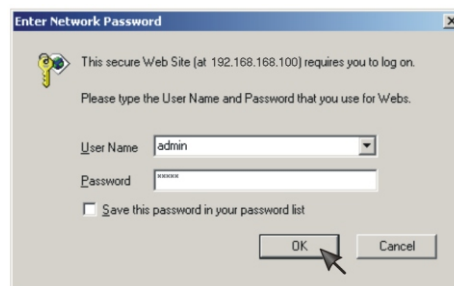 Enter Network Password
This secure Web Site (at 192.168.168.100) requires you to log on.
Please type the User Name and Password that you use for Webs.
User Name admin
Password xxxxx
Save this password in your password list
OK Cancel